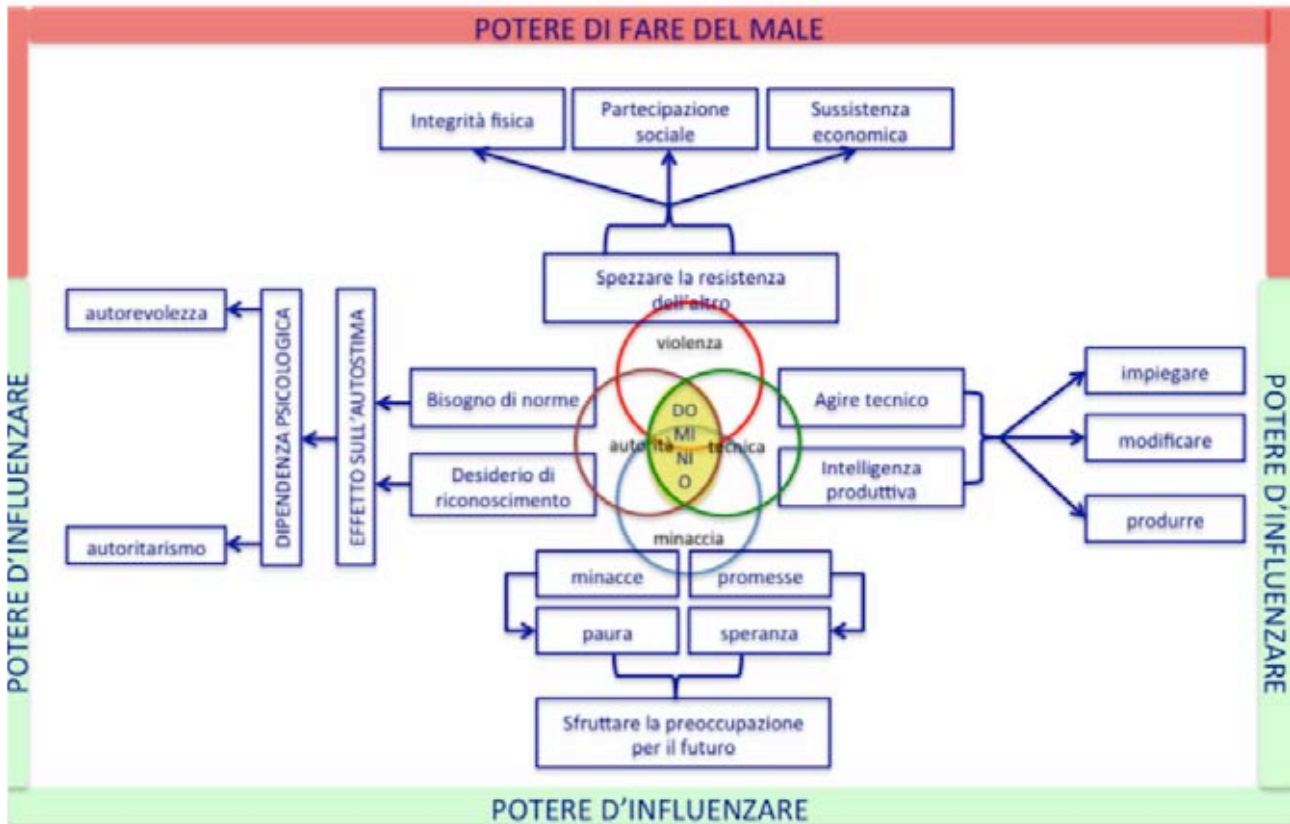 POTERE DI FARE DEL MALE
Integrità fisica
Partecipazione
sociale
Sussistenza
economica
Spezzare la resistenza
dell'altro
violenza
autorevolezza
autoritarismo
DIPENDENZA PSICOLOGICA
EFFETTO SULL'AUTOSTIMA
Bisogno di norme
Desiderio di
riconoscimento
autorità
DO
MI
NI
O
tecnica
minaccia
Agire tecnico
Intelligenza
produttiva
impiegare
modificare
produrre
minacce
promesse
paura
speranza
Sfruttare la preoccupazione
per il futuro
POTERE D'INFLUENZARE
POTERE D'INFLUENZARE
POTERE D'INFLUENZARE